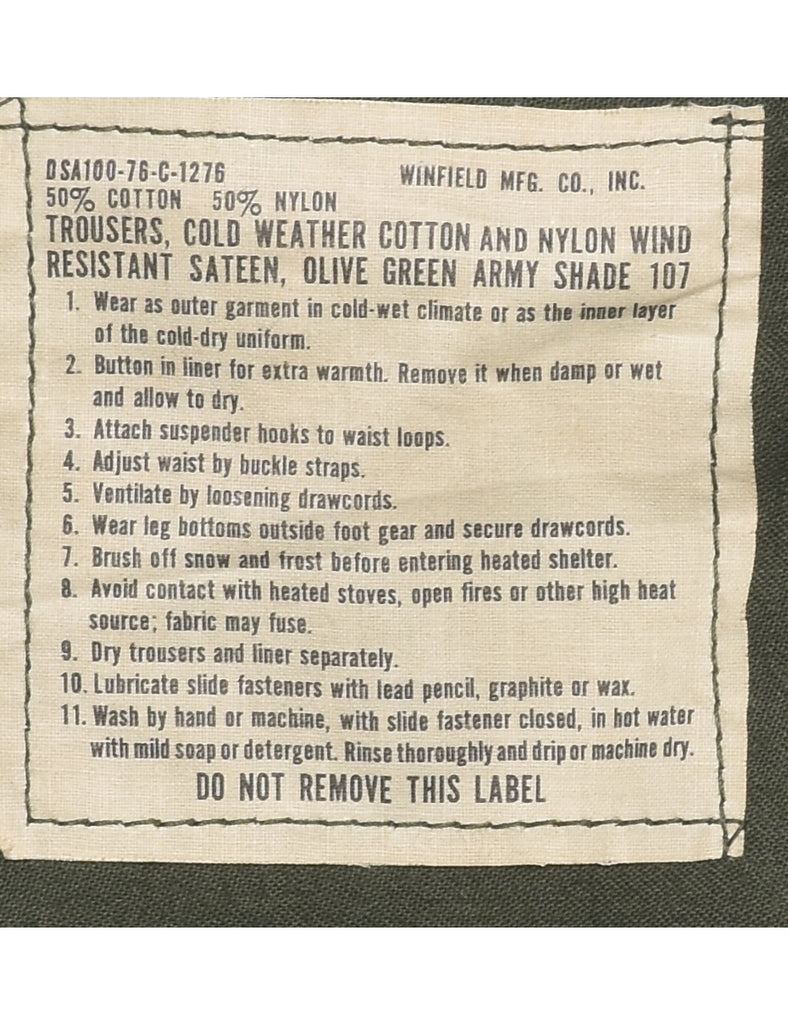 DSA100-76-C-1276 WINFIELD MFG. CO., INC.
50% COTTON 50% NYLON
TROUSERS, COLD WEATHER COTTON AND NYLON WIND
RESISTANT SATEEN, OLIVE GREEN ARMY SHADE 107
1. Wear as outer garment in cold-wet climate or as the inner layer
of the cold-dry uniform.
2. Button in liner for extra warmth. Remove it when damp or wet
and allow to dry.
3. Attach suspender hooks to waist loops.
4. Adjust waist by buckle straps.
5. Ventilate by loosening drawcords.
6. Wear leg bottoms outside foot gear and secure drawcords.
7. Brush off snow and frost before entering heated shelter.
8. Avoid contact with heated stoves, open fires or other high heat
source; fabric may fuse.
9. Dry trousers and liner separately.
10. Lubricate slide fasteners with lead pencil, graphite or wax.
11. Wash by hand or machine, with slide fastener closed, in hot water
with mild soap or detergent. Rinse thoroughly and drip or machine dry.
DO NOT REMOVE THIS LABEL